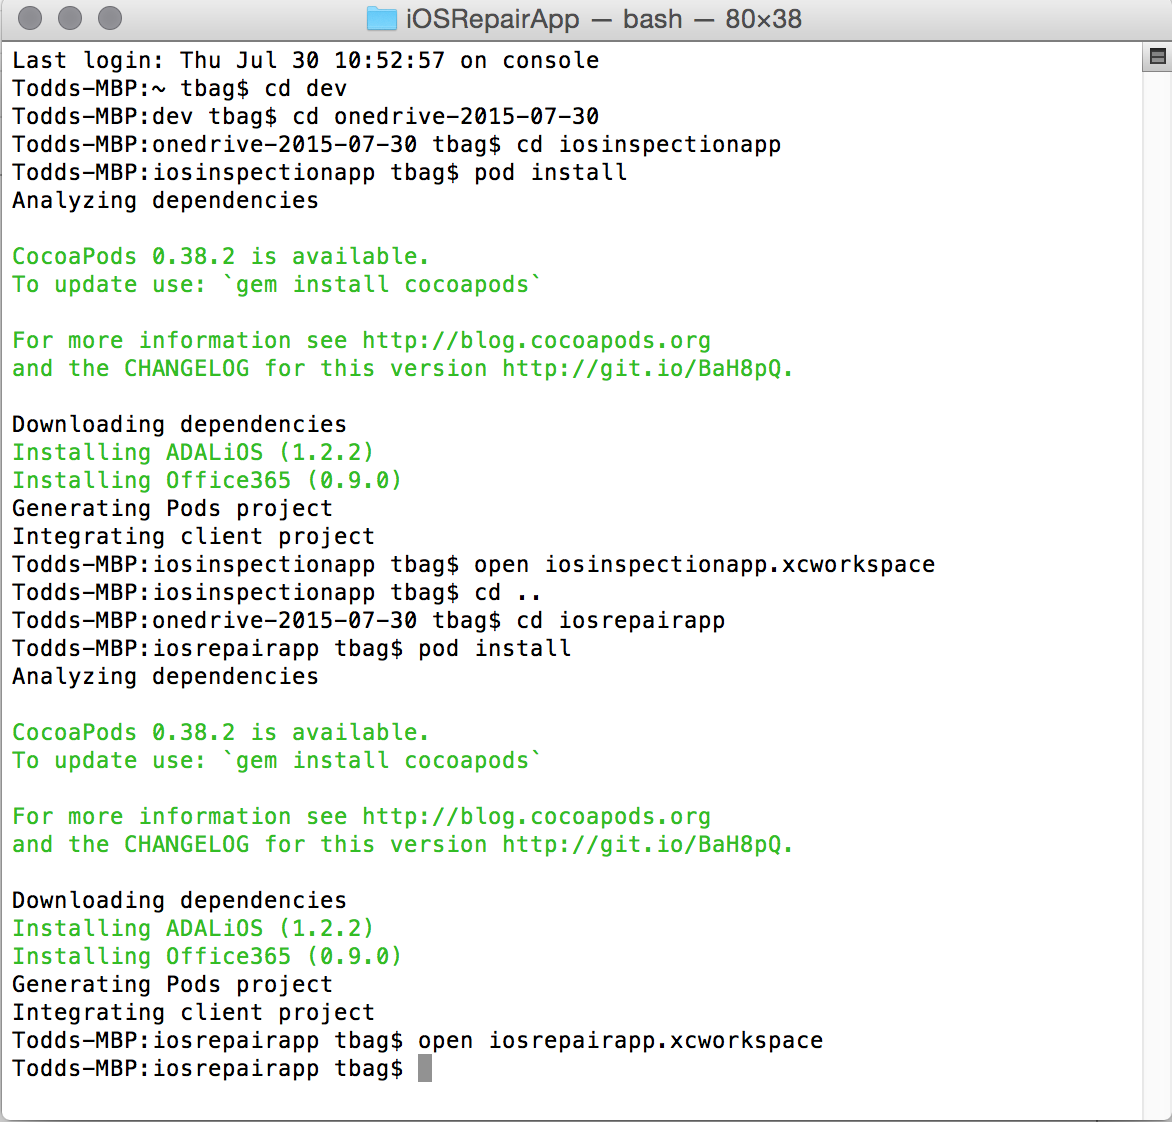 iOSRepairApp — bash — 80×38
Last login: Thu Jul 30 10:52:57 on console
Todds-MBP:~ tbag$ cd dev
Todds-MBP:dev tbag$ cd onedrive-2015-07-30
Todds-MBP:onedrive-2015-07-30 tbag$ cd iosinspectionapp
Todds-MBP:iosinspectionapp tbag$ pod install
Analyzing dependencies
CocoaPods 0.38.2 is available.
To update use: `gem install cocoapods`
For more information see http://blog.cocoapods.org
and the CHANGELOG for this version http://git.io/BaH8pQ.
Downloading dependencies
Installing ADALiOS (1.2.2)
Installing Office365 (0.9.0)
Generating Pods project
Integrating client project
Todds-MBP:iosinspectionapp tbag$ open iosinspectionapp.xcworkspace
Todds-MBP:iosinspectionapp tbag$ cd ..
Todds-MBP:onedrive-2015-07-30 tbag$ cd iosrepairapp
Todds-MBP:iosrepairapp tbag$ pod install
Analyzing dependencies
CocoaPods 0.38.2 is available.
To update use: `gem install cocoapods`
For more information see http://blog.cocoapods.org
and the CHANGELOG for this version http://git.io/BaH8pQ.
Downloading dependencies
Installing ADALiOS (1.2.2)
Installing Office365 (0.9.0)
Generating Pods project
Integrating client project
Todds-MBP:iosrepairapp tbag$ open iosrepairapp.xcworkspace
Todds-MBP:iosrepairapp tbag$